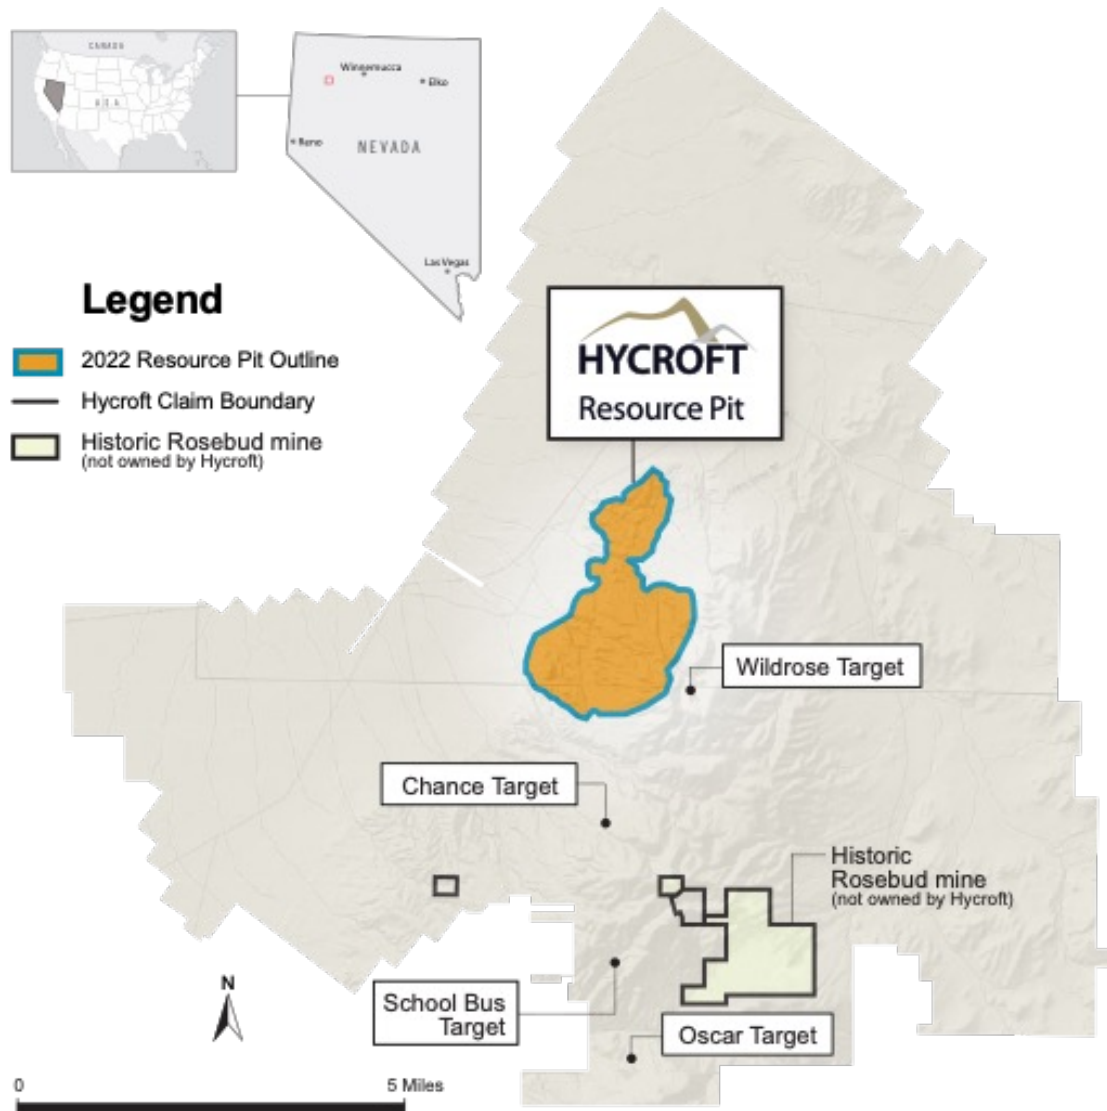 CANADA
U.S.A.
Winnemucca
Elko
Reno
NEVADA
Las Vegas
Legend
2022 Resource Pit Outline
Hycroft Claim Boundary
Historic Rosebud mine
(not owned by Hycroft)
HYCROFT
Resource Pit
Wildrose Target
Chance Target
Historic
Rosebud mine
(not owned by Hycroft)
School Bus
Target
Oscar Target
N
0
5 Miles